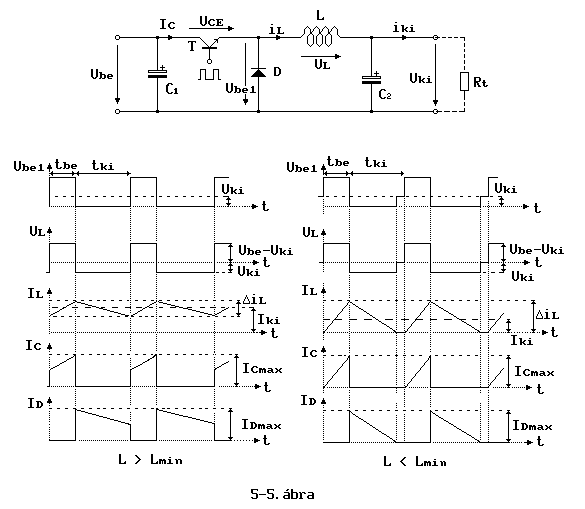 IC UCE iL L iki
T
Ube C1 Ube1 D UL C2 Uki Rt
Ube1 tbe tki Uki t
UL Ube-Uki t Uki
IL ΔiL Iki t
IC ICmax t
ID IDmax t
L > Lmin
Ube1 tbe tki Uki t
UL Ube-Uki t Uki
IL ΔiL Iki t
IC ICmax t
ID IDmax t
L < Lmin
5-5. ábra